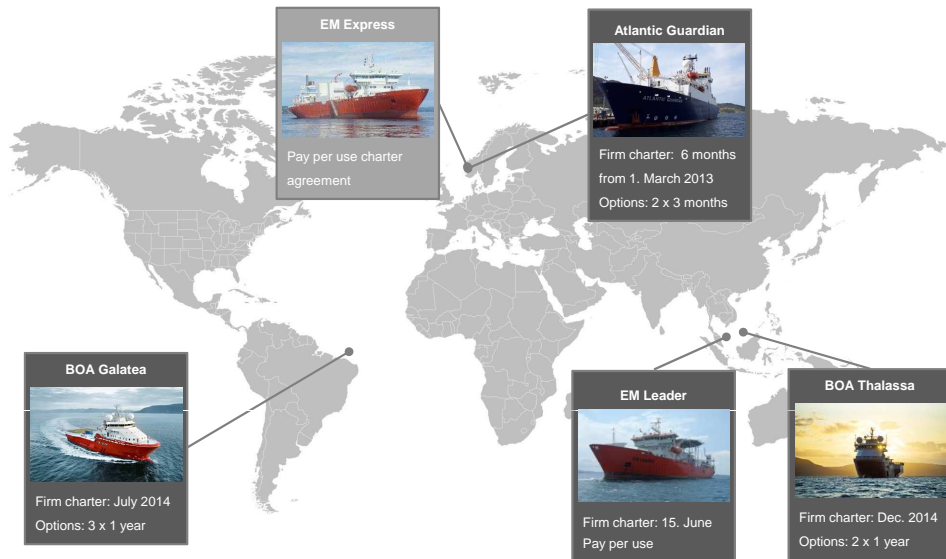 EM Express
Pay per use charter
agreement
Atlantic Guardian
ATLANTIC GUARDIAN
Firm charter: 6 months
from 1. March 2013
Options: 2 x 3 months
BOA Galatea
Firm charter: July 2014
Options: 3 x 1 year
EM Leader
Firm charter: 15. June
Pay per use
BOA Thalassa
Firm charter: Dec. 2014
Options: 2 x 1 year